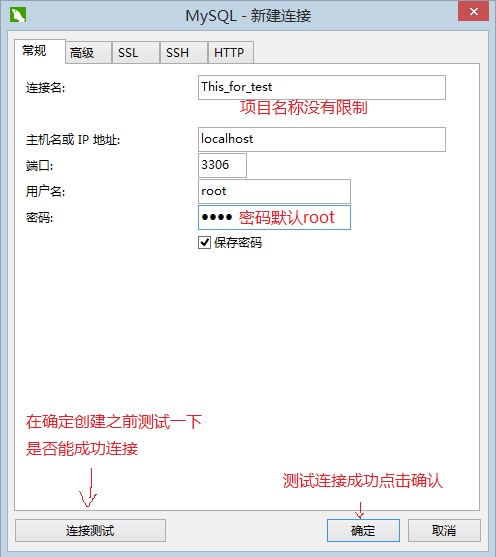 MySQL - 新建连接
常规 高级 SSL SSH HTTP
连接名: This_for_test
项目名称没有限制
主机名或 IP 地址: localhost
端口: 3306
用户名: root
密码: •••• 密码默认root
保存密码
在确定创建之前测试一下
是否能成功连接
测试连接成功点击确认
连接测试 确定 取消